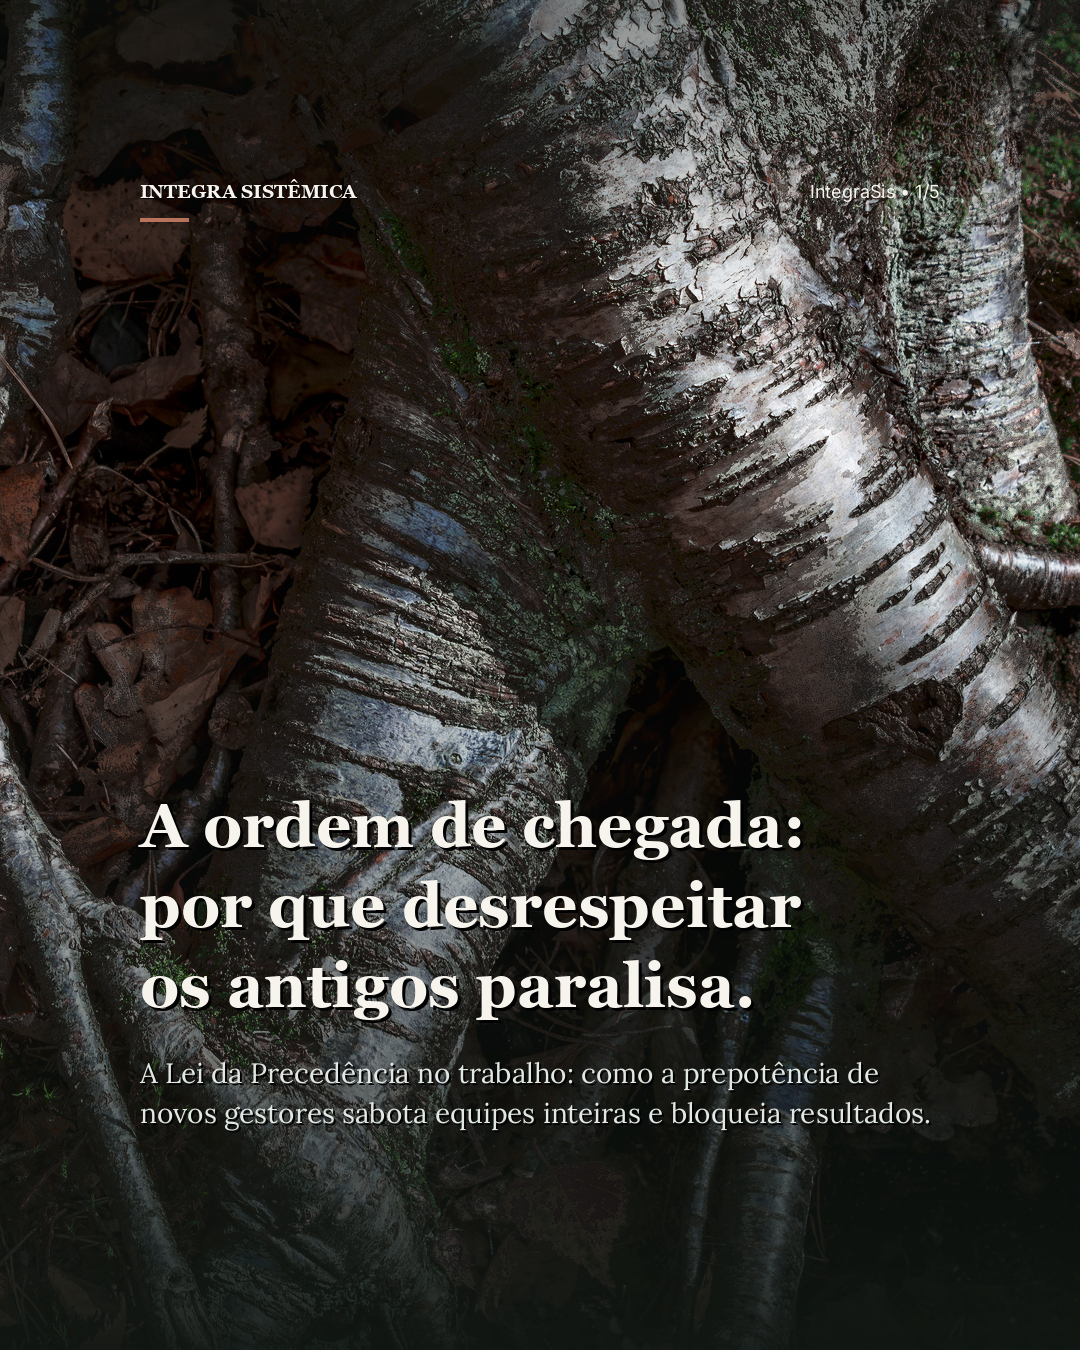 INTEGRA SISTÊMICA
IntegraSis • 1/5
A ordem de chegada:
por que desrespeitar
os antigos paralisa.
A Lei da Precedência no trabalho: como a prepotência de
novos gestores sabota equipes inteiras e bloqueia resultados.